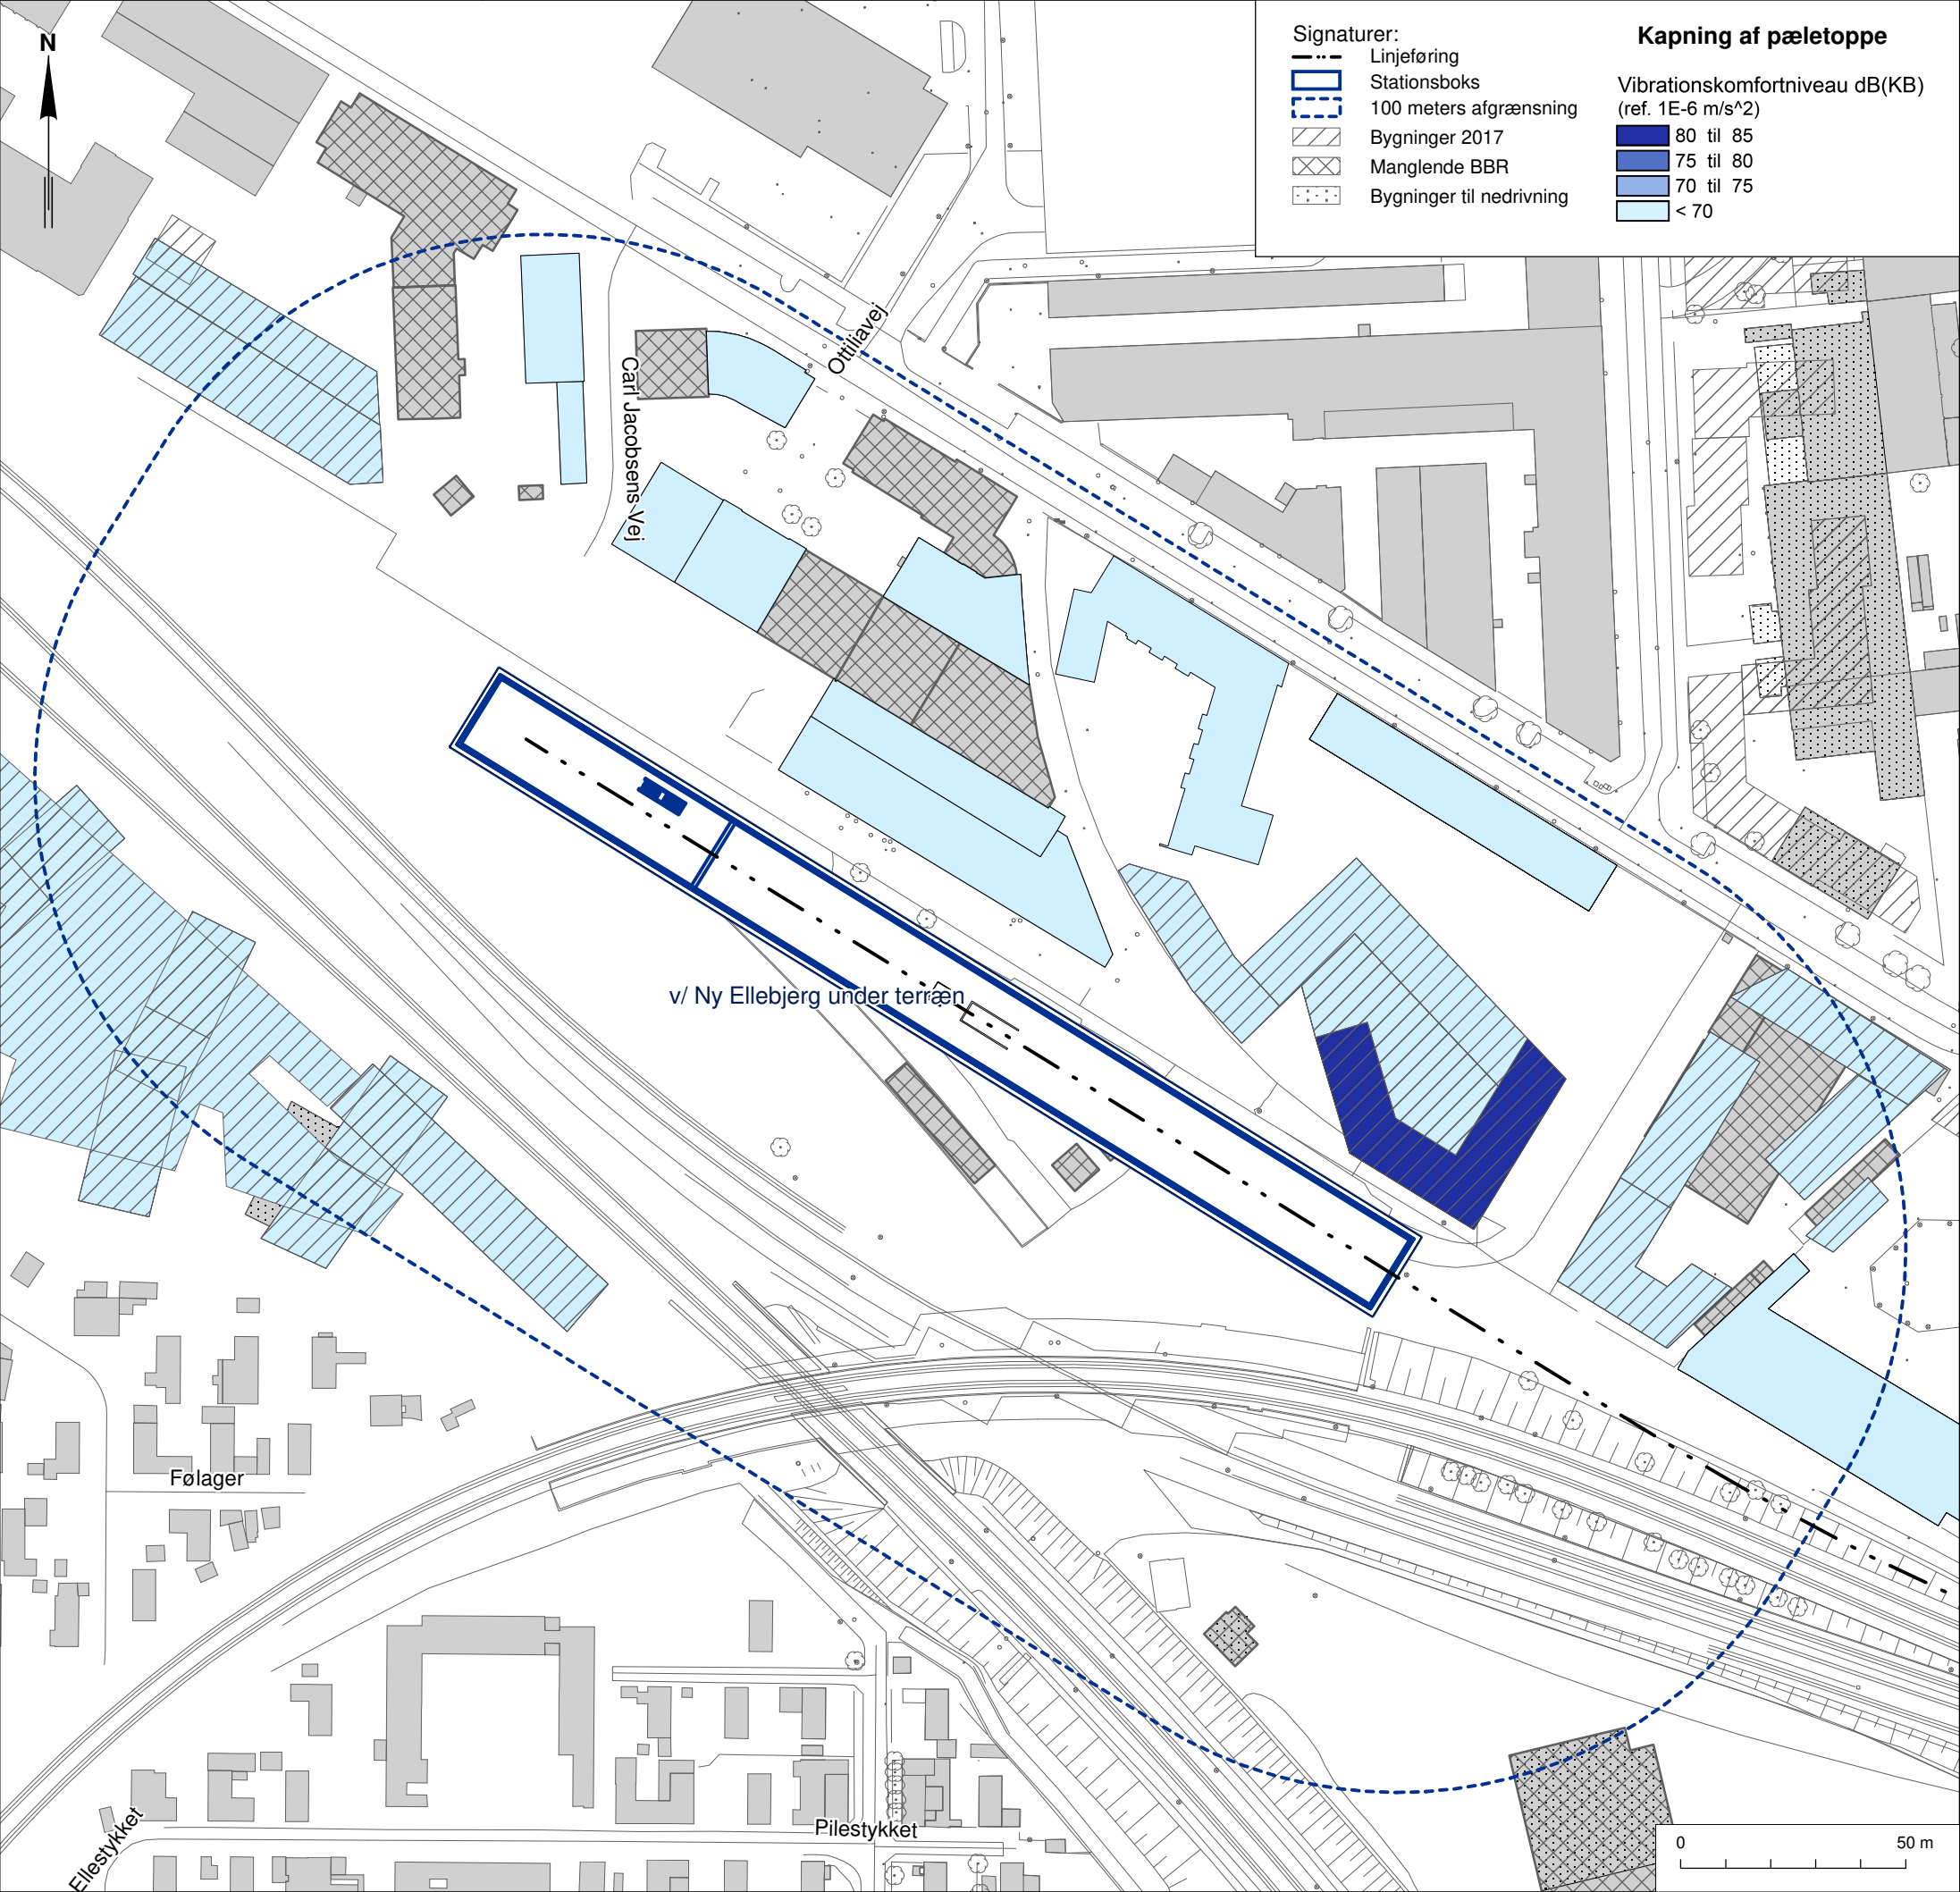 N
Signaturer:
Linjeføring
Stationsboks
100 meters afgrænsning
Bygninger 2017
Manglende BBR
Bygninger til nedrivning
Kapning af pæletoppe
Vibrationskomfortniveau dB(KB)
(ref. 1E-6 m/s^2)
80 til 85
75 til 80
70 til 75
< 70
Ottiliavej
Carl Jacobsens Vej
v/ Ny Ellebjerg under terræn
Følager
Pilestykket
Ellestykket
0 50 m